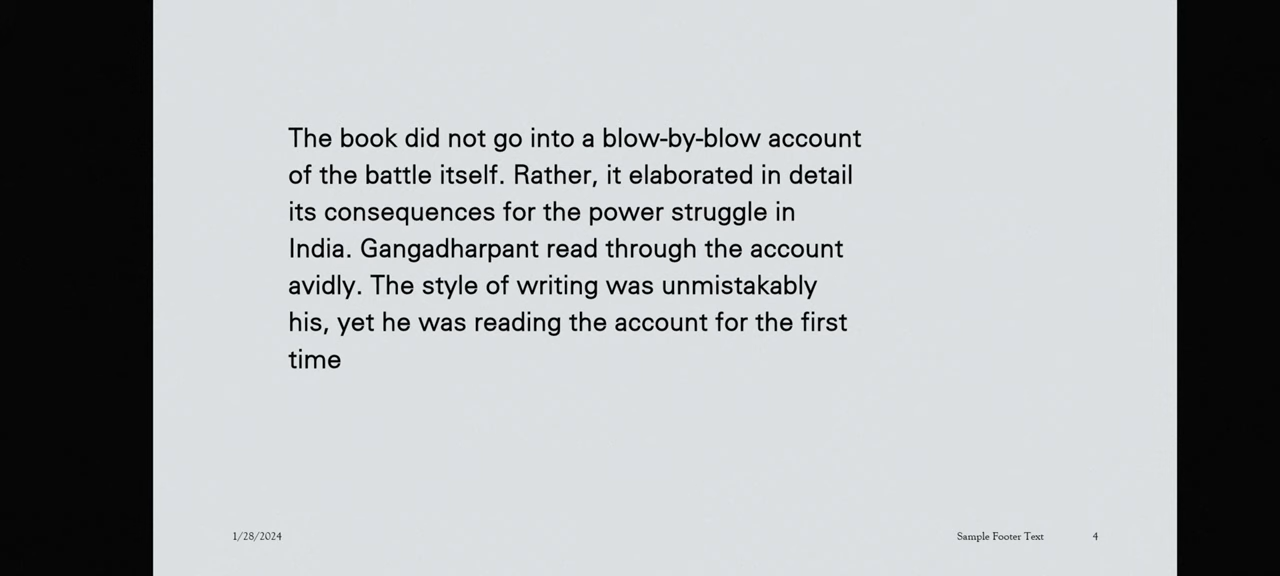 The book did not go into a blow-by-blow account
of the battle itself. Rather, it elaborated in detail
its consequences for the power struggle in
India. Gangadharpant read through the account
avidly. The style of writing was unmistakably
his, yet he was reading the account for the first
time
1/28/2024
Sample Footer Text
4